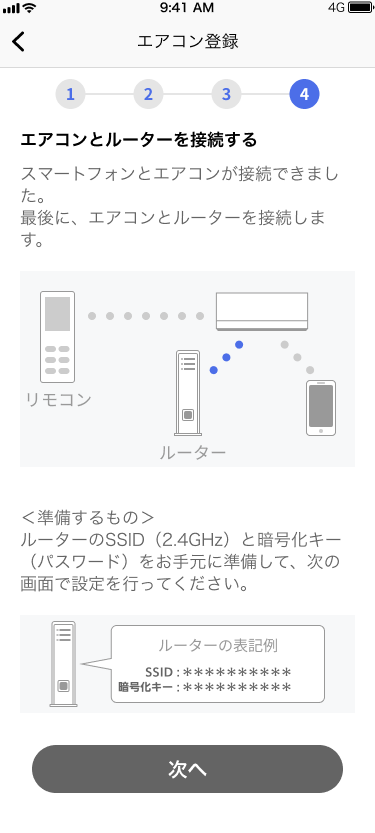 9:41 AM 4G
エアコン登録
1 2 3 4
エアコンとルーターを接続する
スマートフォンとエアコンが接続できまし
た。
最後に、エアコンとルーターを接続しま
す。
リモコン
ルーター
＜準備するもの＞
ルーターのSSID（2.4GHz）と暗号化キー
（パスワード）をお手元に準備して、次の
画面で設定を行ってください。
ルーターの表記例
SSID : ＊＊＊＊＊＊＊＊＊＊
暗号化キー : ＊＊＊＊＊＊＊＊＊＊
次へ